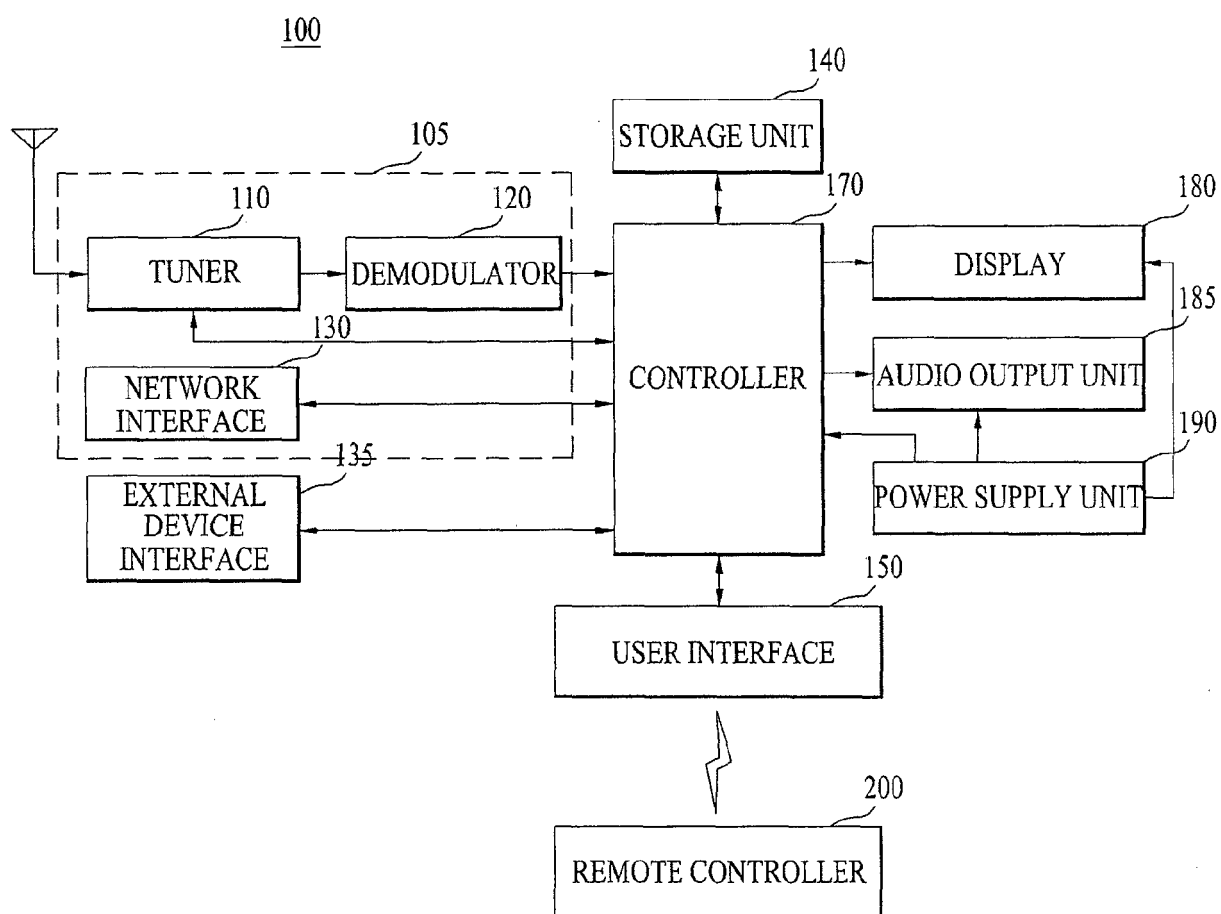 100
140
STORAGE UNIT
105
110
120
170
180
TUNER
DEMODULATOR
DISPLAY
185
130
CONTROLLER
AUDIO OUTPUT UNIT
NETWORK
INTERFACE
190
135
POWER SUPPLY UNIT
EXTERNAL
DEVICE
INTERFACE
150
USER INTERFACE
200
REMOTE CONTROLLER